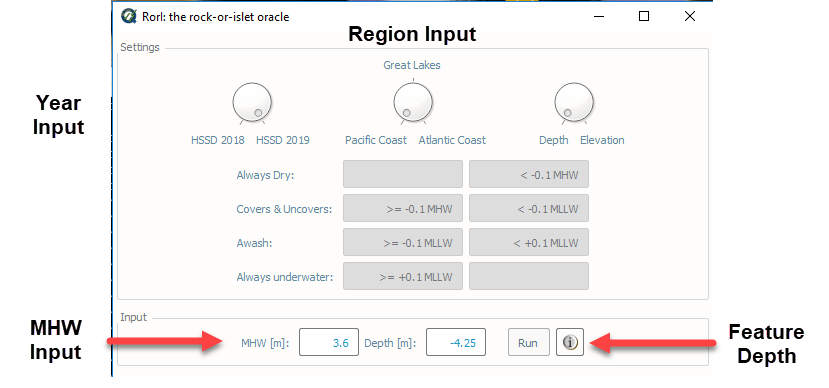 RorI: the rock-or-islet oracle
Region Input
Settings
Great Lakes
Year
Input
HSSD 2018 HSSD 2019 Pacific Coast Atlantic Coast Depth Elevation
Always Dry: < -0.1 MHW
Covers & Uncovers: >= -0.1 MHW < -0.1 MLLW
Awash: >= -0.1 MLLW < +0.1 MLLW
Always underwater: >= +0.1 MLLW
Input
MHW
Input
MHW [m]: 3.6 Depth [m]: -4.25 Run
Feature
Depth